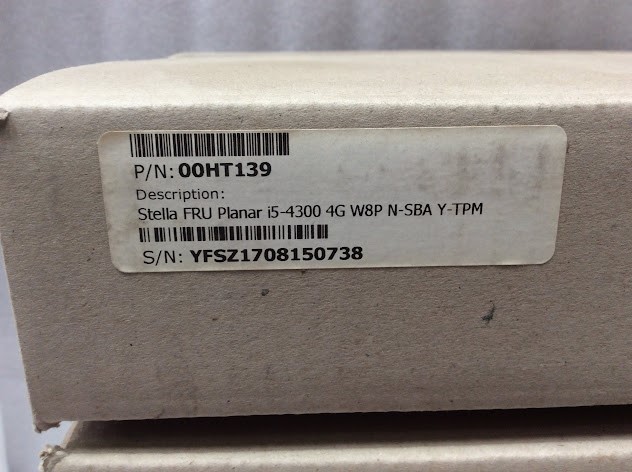 P/N: 00HT139
Description:
Stella FRU Planar i5-4300 4G W8P N-SBA Y-TPM
S/N: YFSZ1708150738